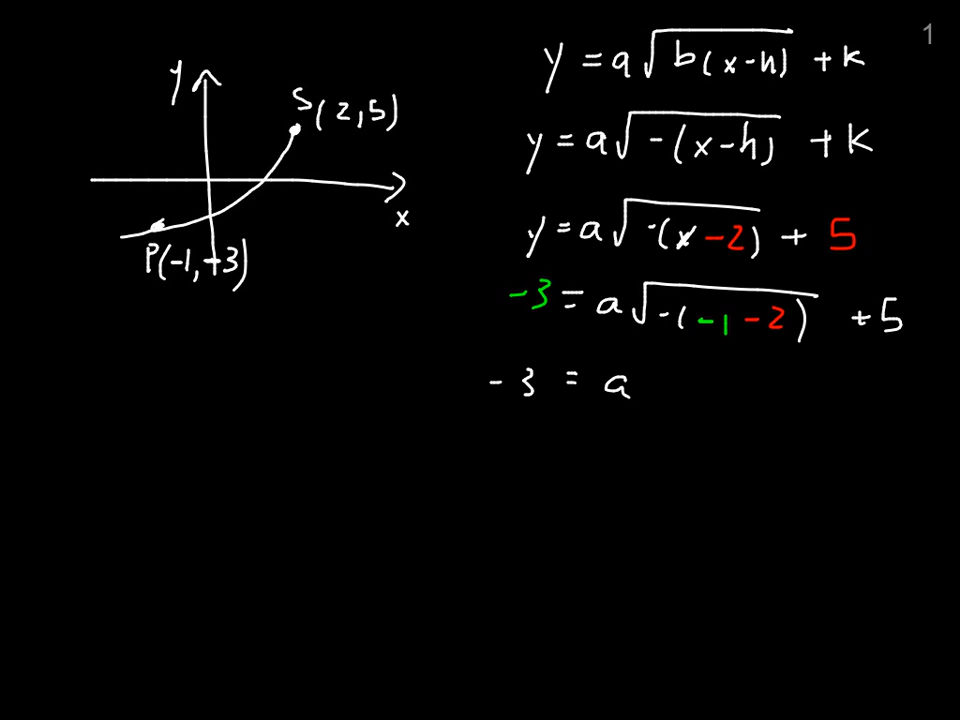 1
y
S(2,5)
x
P(-1,-3)
y = a√b(x-h) + k
y = a√-(x-h) + k
y = a√-(x-2) + 5
-3 = a√-(-1-2) + 5
-3 = a